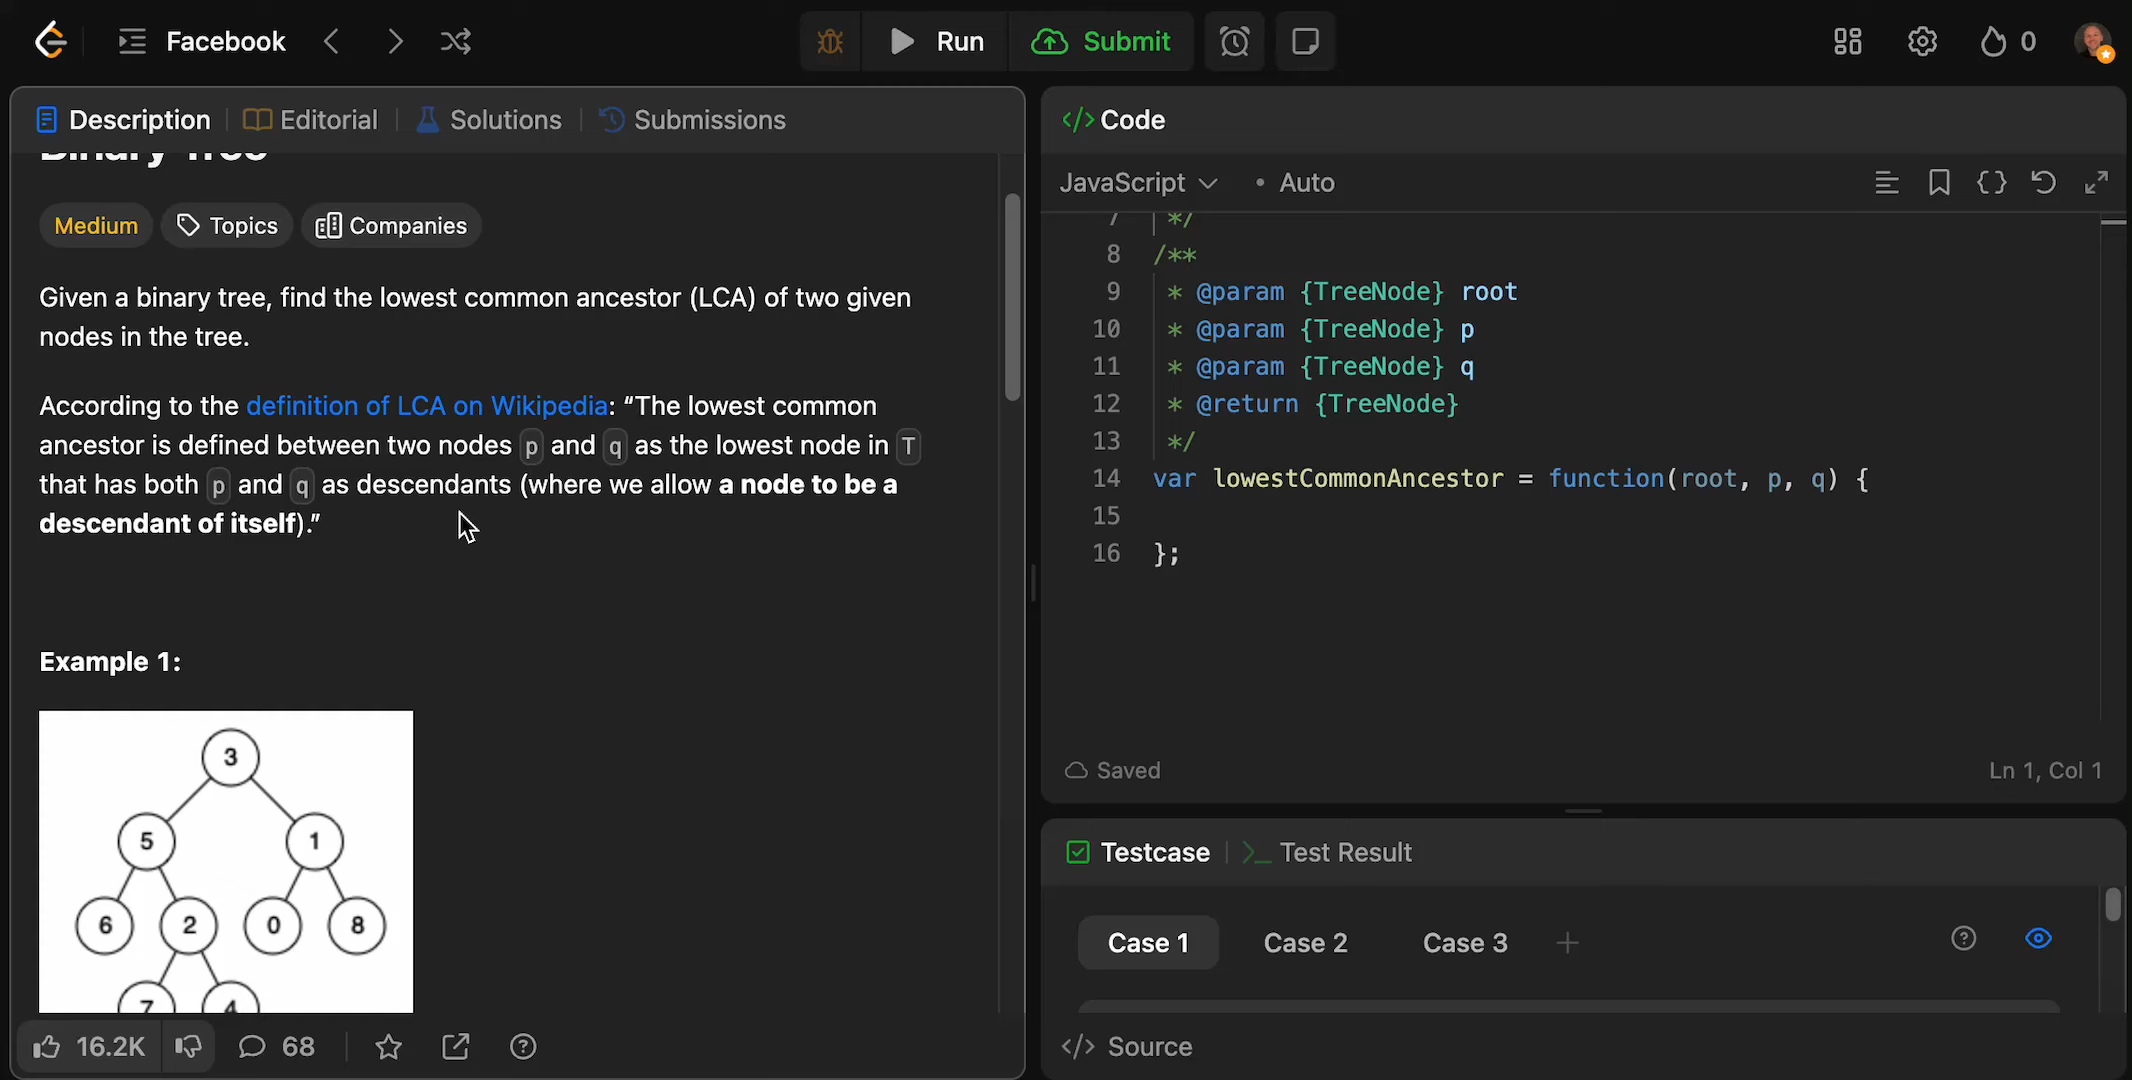 Facebook
Run
Submit
0
Description
Editorial
Solutions
Submissions
Binary Tree
Medium
Topics
Companies
Given a binary tree, find the lowest common ancestor (LCA) of two given
nodes in the tree.
According to the definition of LCA on Wikipedia: “The lowest common
ancestor is defined between two nodes p and q as the lowest node in T
that has both p and q as descendants (where we allow a node to be a
descendant of itself).”
Example 1:
3
5 1
6 2 0 8
7 4
16.2K
68
</> Code
JavaScript
• Auto
7 */
8 /**
9 * @param {TreeNode} root
10 * @param {TreeNode} p
11 * @param {TreeNode} q
12 * @return {TreeNode}
13 */
14 var lowestCommonAncestor = function(root, p, q) {
15
16 };
Saved
Ln 1, Col 1
Testcase
>_ Test Result
Case 1
Case 2
Case 3
+
</> Source